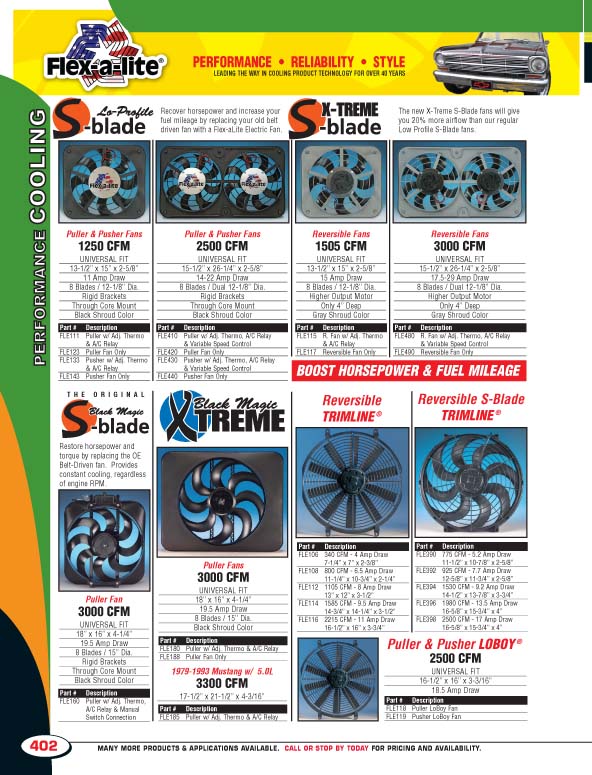 Flex-a-lite®
PERFORMANCE • RELIABILITY • STYLE
LEADING THE WAY IN COOLING PRODUCT TECHNOLOGY FOR OVER 40 YEARS
PERFORMANCE COOLING
Lo-Profile
S-blade
Recover horsepower and increase your
fuel mileage by replacing your old belt
driven fan with a Flex-aLite Electric Fan.
X-TREME
S-blade
The new X-Treme S-Blade fans will give
you 20% more airflow than our regular
Low Profile S-Blade fans.
Flex-a-lite
Flex-a-lite
Flex-a-lite
Puller & Pusher Fans
1250 CFM
UNIVERSAL FIT
13-1/2" x 15" x 2-5/8"
11 Amp Draw
8 Blades / 12-1/8" Dia.
Rigid Brackets
Through Core Mount
Black Shroud Color
Part # Description
FLE111 Puller w/ Adj. Thermo
& A/C Relay
FLE123 Puller Fan Only
FLE133 Pusher w/ Adj. Thermo
& A/C Relay
FLE143 Pusher Fan Only
Puller & Pusher Fans
2500 CFM
UNIVERSAL FIT
15-1/2" x 26-1/4" x 2-5/8"
14-22 Amp Draw
8 Blades / Dual 12-1/8" Dia.
Rigid Brackets
Through Core Mount
Black Shroud Color
Part # Description
FLE410 Puller w/ Adj. Thermo, A/C Relay
& Variable Speed Control
FLE420 Puller Fan Only
FLE430 Pusher w/ Adj. Thermo, A/C Relay
& Variable Speed Control
FLE440 Pusher Fan Only
Reversible Fans
1505 CFM
UNIVERSAL FIT
13-1/2" x 15" x 2-5/8"
15 Amp Draw
8 Blades / 12-1/8" Dia.
Higher Output Motor
Only 4" Deep
Gray Shroud Color
Part # Description
FLE115 R. Fan w/ Adj. Thermo
& A/C Relay
FLE117 Reversible Fan Only
Reversible Fans
3000 CFM
UNIVERSAL FIT
15-1/2" x 26-1/4" x 2-5/8"
17.5-29 Amp Draw
8 Blades / Dual 12-1/8" Dia.
Higher Output Motor
Only 4" Deep
Gray Shroud Color
Part # Description
FLE480 R. Fan w/ Adj. Thermo, A/C Relay
& Variable Speed Control
FLE490 Reversible Fan Only
BOOST HORSEPOWER & FUEL MILEAGE
THE ORIGINAL
Black Magic
S-blade
Restore horsepower and
torque by replacing the OE
Belt-Driven fan. Provides
constant cooling, regardless
of engine RPM.
Puller Fan
3000 CFM
UNIVERSAL FIT
18" x 16" x 4-1/4"
19.5 Amp Draw
8 Blades / 15" Dia.
Rigid Brackets
Through Core Mount
Black Shroud Color
Part # Description
FLE160 Puller w/ Adj. Thermo,
A/C Relay & Manual
Switch Connection
Black Magic
XTREME
Puller Fans
3000 CFM
UNIVERSAL FIT
18" x 16" x 4-1/4"
19.5 Amp Draw
8 Blades / 15" Dia.
Black Shroud Color
Part # Description
FLE180 Puller w/ Adj. Thermo & A/C Relay
FLE188 Puller Fan Only
1979-1993 Mustang w/ 5.0L
3300 CFM
17-1/2" x 21-1/2" x 4-3/16"
Part # Description
FLE185 Puller w/ Adj. Thermo & A/C Relay
Reversible
TRIMLINE®
Part # Description
FLE106 340 CFM - 4 Amp Draw
7-1/4" x 7" x 2-3/8"
FLE108 800 CFM - 6.5 Amp Draw
11-1/4" x 10-3/4" x 2-1/4"
FLE112 1105 CFM - 8 Amp Draw
13" x 12" x 3-1/2"
FLE114 1585 CFM - 9.5 Amp Draw
14-3/4" x 14-1/4" x 3-1/2"
FLE116 2215 CFM - 11 Amp Draw
16-1/2" x 16" x 3-3/4"
Reversible S-Blade
TRIMLINE®
Part # Description
FLE390 775 CFM - 5.2 Amp Draw
11-1/2" x 10-7/8" x 2-5/8"
FLE392 925 CFM - 7.7 Amp Draw
12-5/8" x 11-3/4" x 2-5/8"
FLE394 1530 CFM - 9.2 Amp Draw
14-1/2" x 13-7/8" x 3-3/4"
FLE396 1980 CFM - 13.5 Amp Draw
16-5/8" x 15-3/4" x 4"
FLE398 2500 CFM - 17 Amp Draw
16-5/8" x 15-3/4" x 4"
Puller & Pusher LOBOY®
2500 CFM
UNIVERSAL FIT
16-1/2" x 16" x 3-3/16"
18.5 Amp Draw
Part # Description
FLE118 Puller LoBoy Fan
FLE119 Pusher LoBoy Fan
402
MANY MORE PRODUCTS & APPLICATIONS AVAILABLE. CALL OR STOP BY TODAY FOR PRICING AND AVAILABILITY.